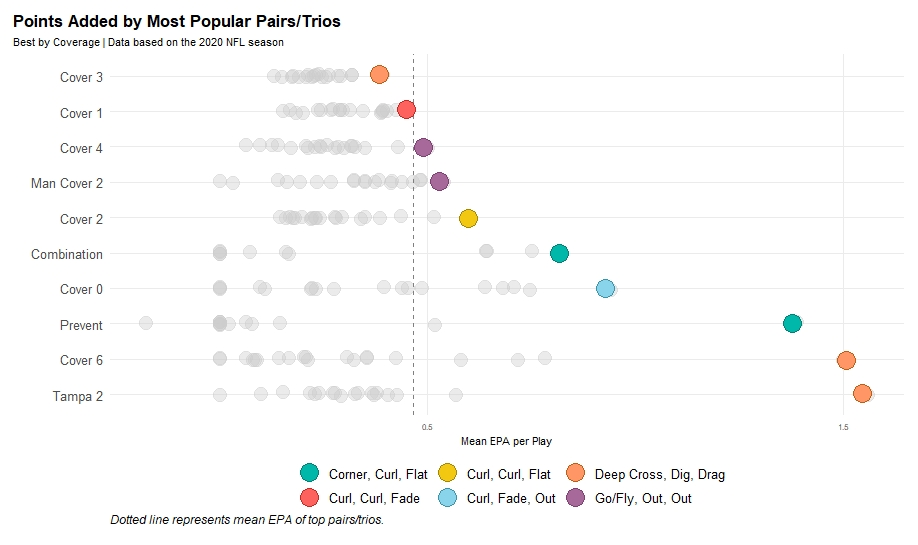 Points Added by Most Popular Pairs/Trios
Best by Coverage | Data based on the 2020 NFL season
Cover 3
Cover 1
Cover 4
Man Cover 2
Cover 2
Combination
Cover 0
Prevent
Cover 6
Tampa 2
0.5 1.5
Mean EPA per Play
Corner, Curl, Flat Curl, Curl, Flat Deep Cross, Dig, Drag
Curl, Curl, Fade Curl, Fade, Out Go/Fly, Out, Out
Dotted line represents mean EPA of top pairs/trios.